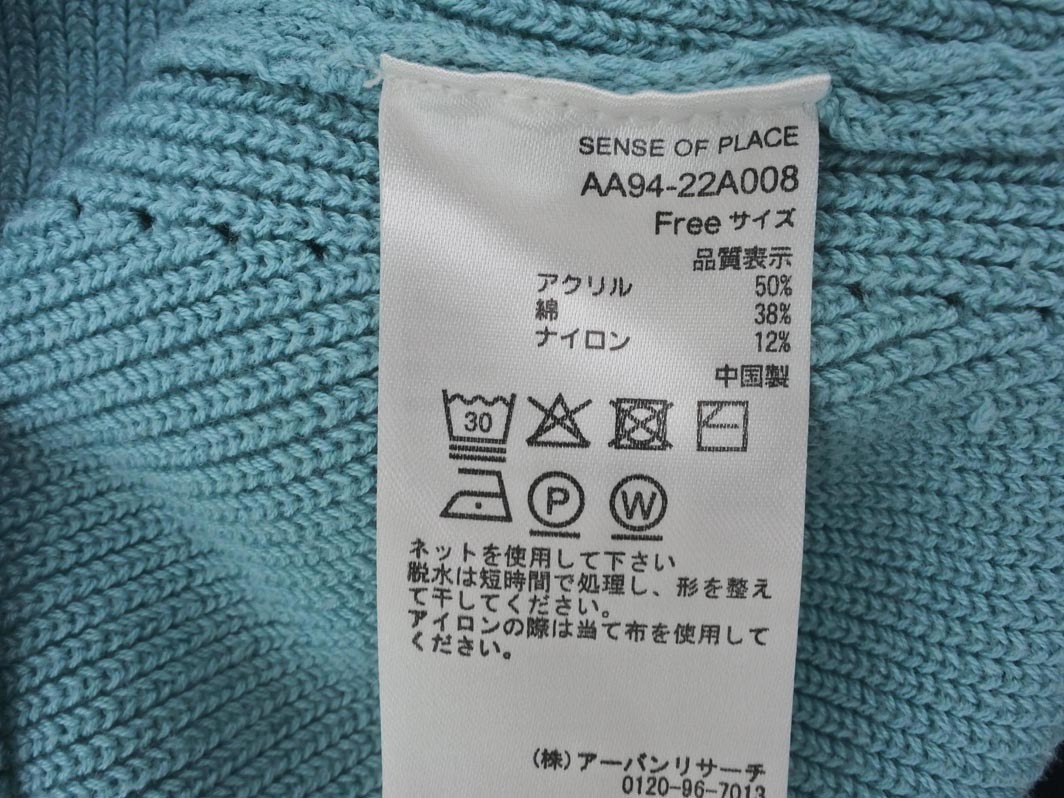 SENSE OF PLACE
AA94-22A008
Free サイズ
品質表示
アクリル 50%
綿 38%
ナイロン 12%
中国製
30
P W
ネットを使用して下さい
脱水は短時間で処理し、形を整え
て干してください。
アイロンの際は当て布を使用して
ください。
(株)アーバンリサーチ
0120-96-7013